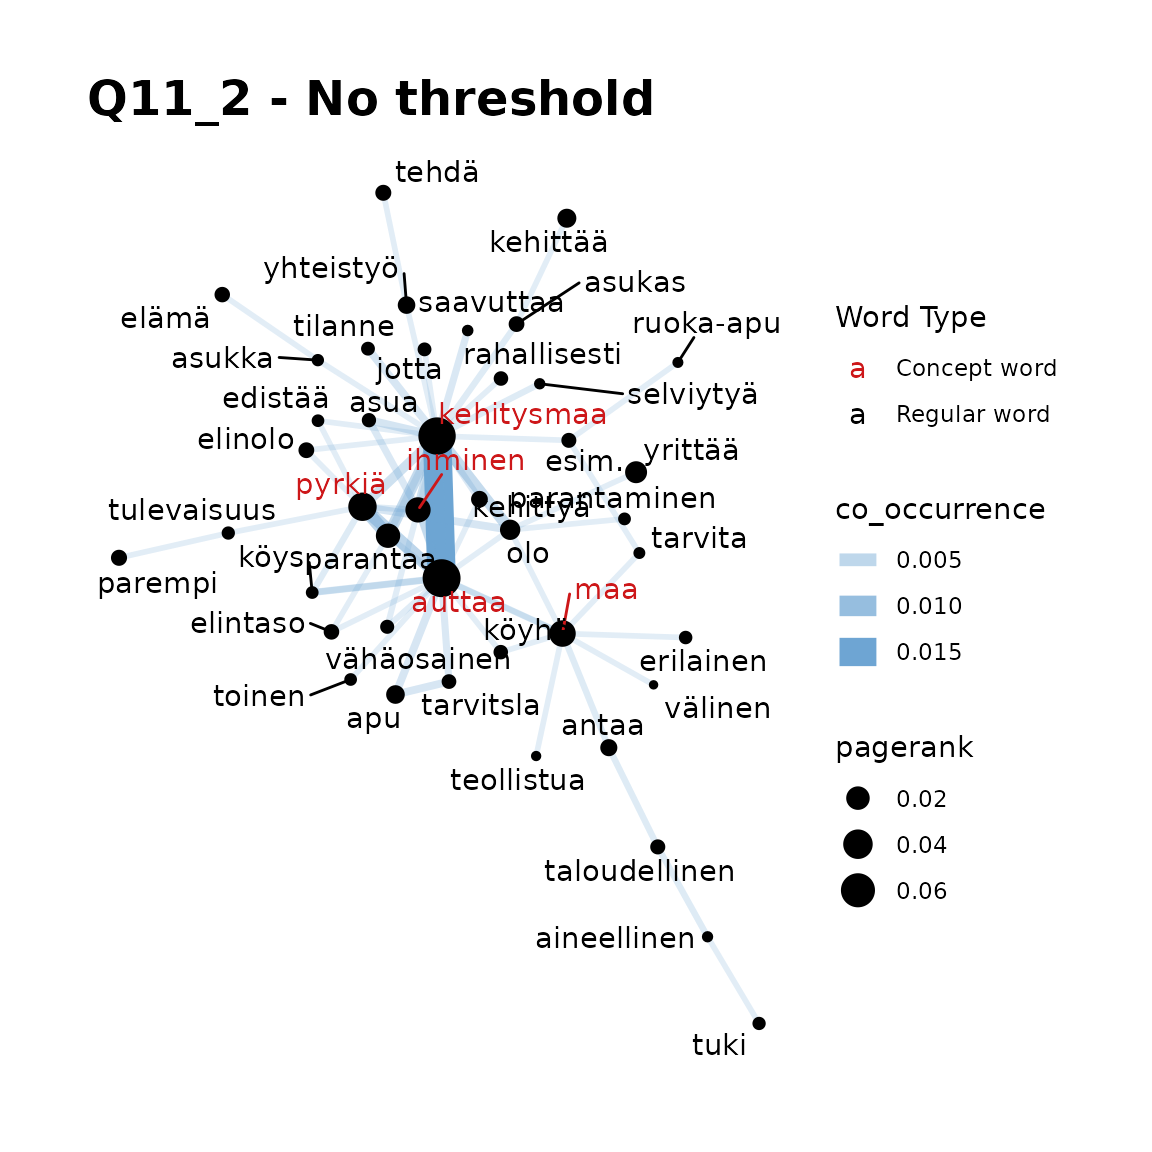 Q11_2 - No threshold
tehdä
kehittää
yhteistyö
asukas
saavuttaa
elämä
tilanne
ruoka-apu
asukka
jotta
rahallisesti
edistää
asua
selviytyä
kehitysmaa
elinolo
ihminen
esim.
yrittää
pyrkiä
parantaminen
tulevaisuus
kehittyä
tarvita
köys
parantaa
olo
parempi
auttaa
maa
elintaso
köyhä
vähäosainen
erilainen
toinen
apu
tarvitsla
välinen
antaa
teollistua
taloudellinen
aineellinen
tuki
Word Type
a Concept word
a Regular word
co_occurrence
0.005
0.010
0.015
pagerank
0.02
0.04
0.06